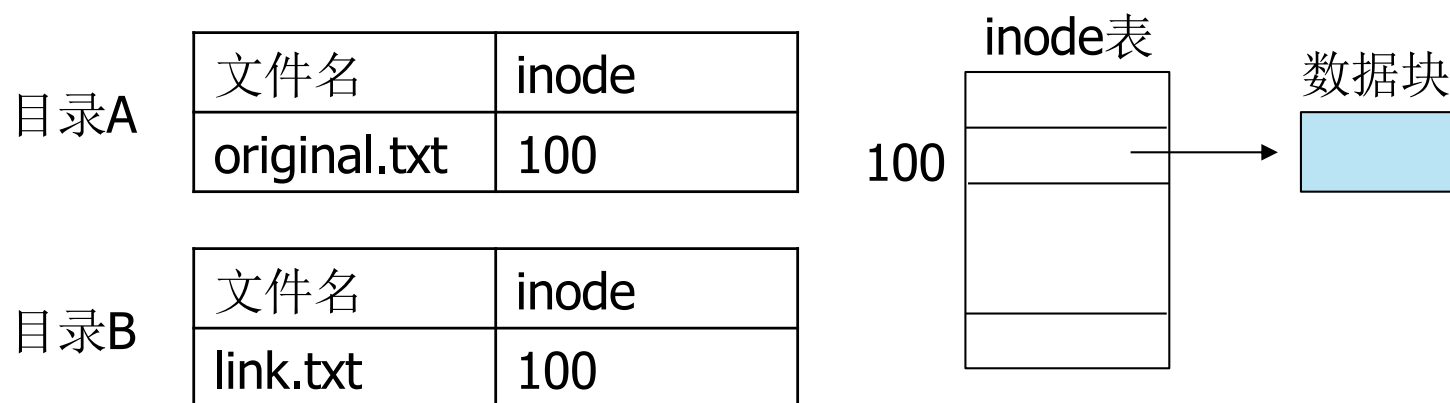 目录A
文件名 inode
original.txt 100
目录B
文件名 inode
link.txt 100
inode表
100
数据块